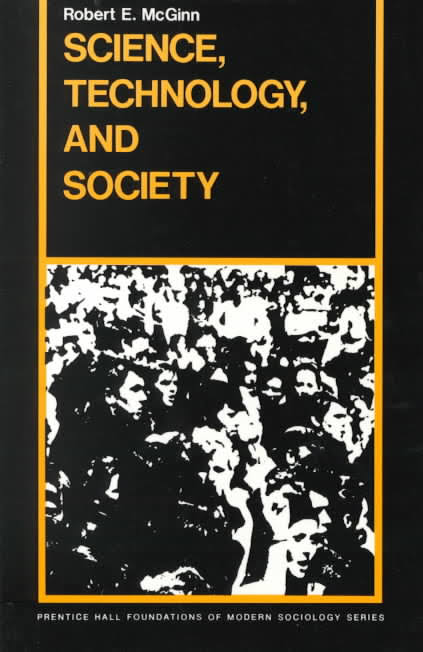 Robert E. McGinn
SCIENCE,
TECHNOLOGY,
AND
SOCIETY
PRENTICE HALL FOUNDATIONS OF MODERN SOCIOLOGY SERIES